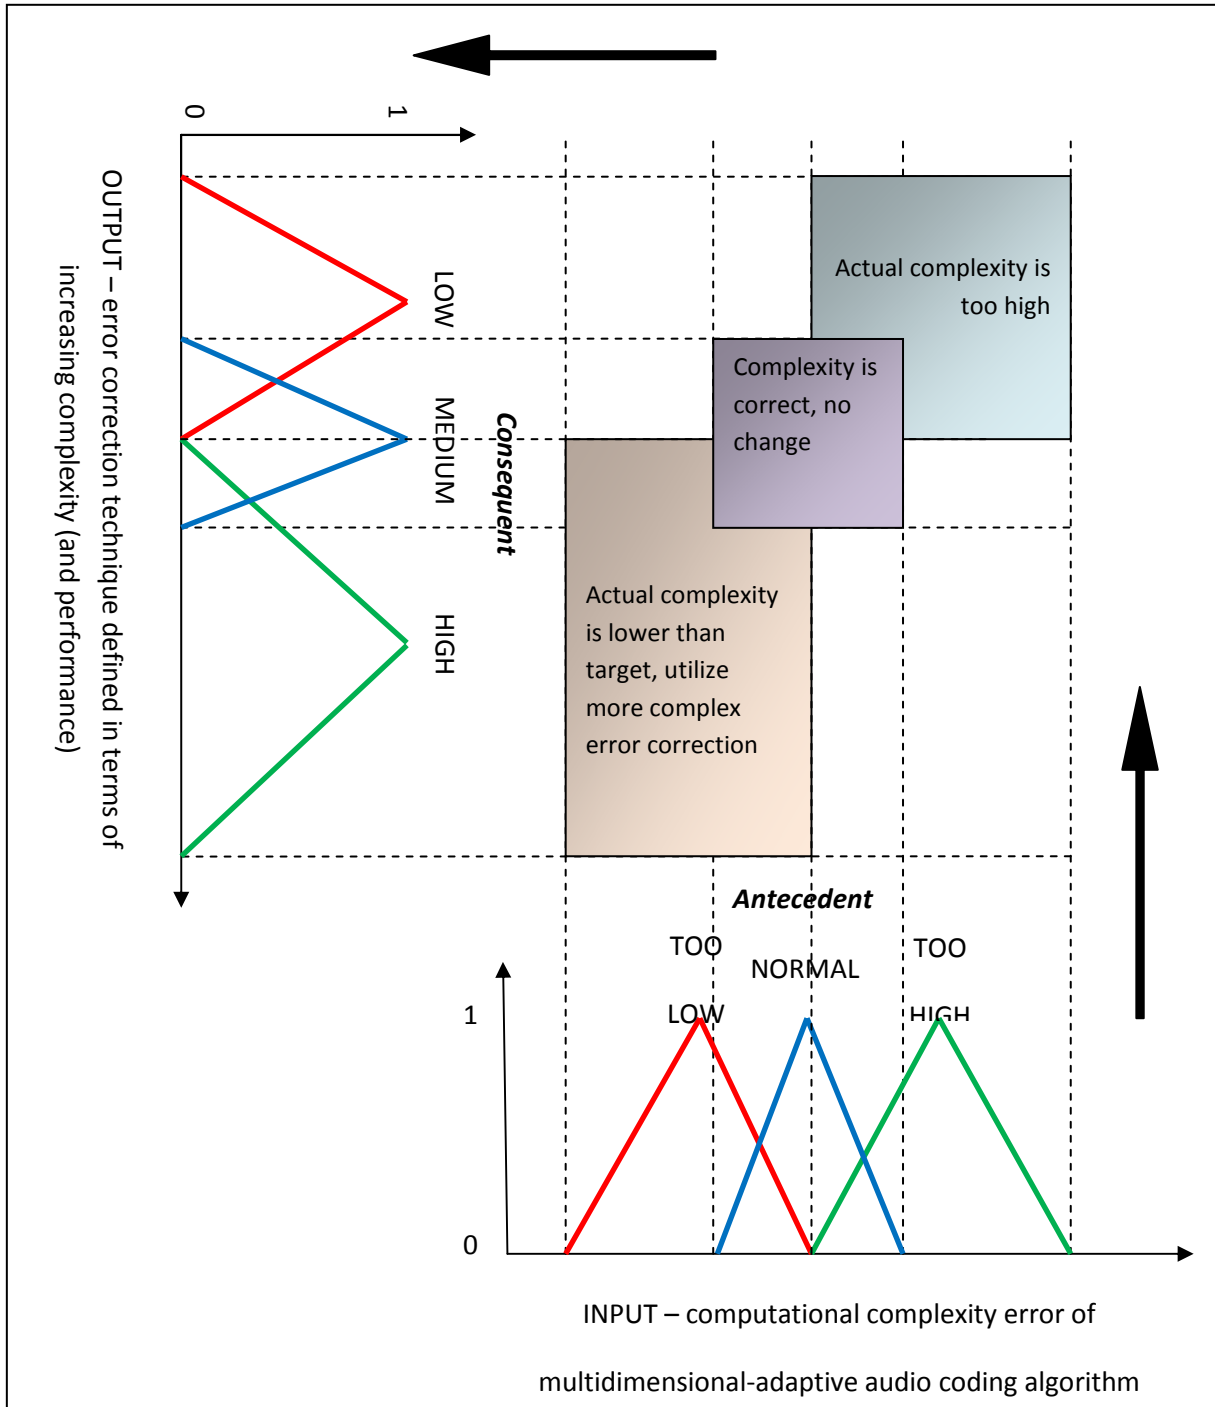 0
1
OUTPUT – error correction technique defined in terms of
increasing complexity (and performance)
LOW
MEDIUM
HIGH
Consequent
Actual complexity is
too high
Complexity is
correct, no
change
Actual complexity
is lower than
target, utilize
more complex
error correction
Antecedent
TOO
LOW
NORMAL
TOO
HIGH
1
0
INPUT – computational complexity error of
multidimensional-adaptive audio coding algorithm